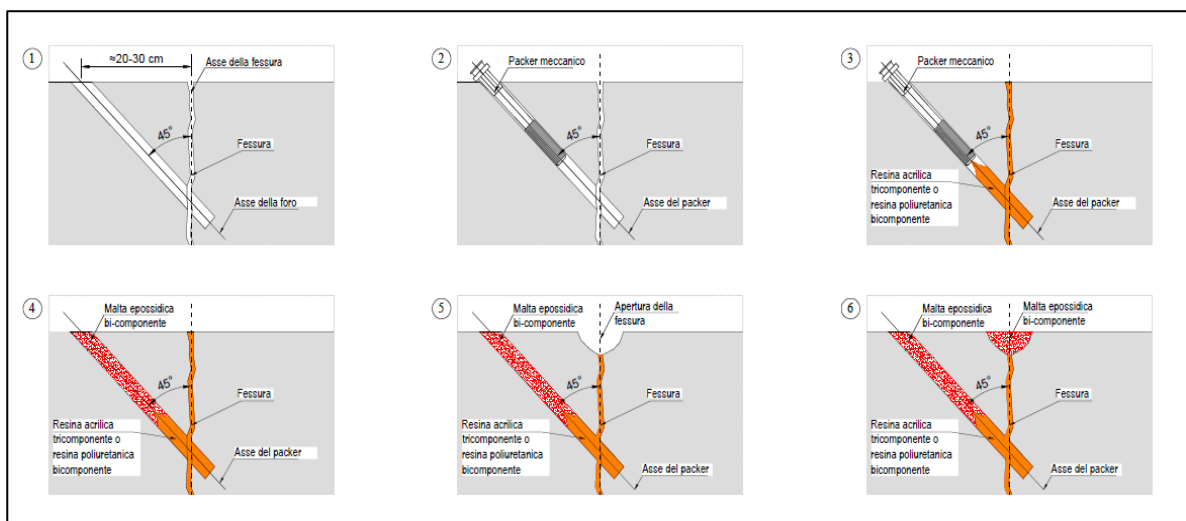 1
≈20-30 cm
Asse della fessura
45°
Fessura
Asse della foro
2
Packer meccanico
45°
Fessura
Asse del packer
3
Packer meccanico
45°
Fessura
Resina acrilica
tricomponente o
resina poliuretanica
bicomponente
Asse del packer
4
Malta epossidica
bi-componente
45°
Fessura
Resina acrilica
tricomponente o
resina poliuretanica
bicomponente
Asse del packer
5
Malta epossidica
bi-componente
Apertura della
fessura
45°
Fessura
Resina acrilica
tricomponente o
resina poliuretanica
bicomponente
Asse del packer
6
Malta epossidica
bi-componente
Malta epossidica
bi-componente
45°
Fessura
Resina acrilica
tricomponente o
resina poliuretanica
bicomponente
Asse del packer